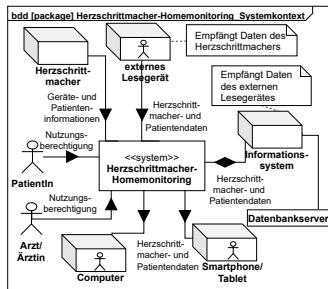 bdd [package] Herzschrittmacher-Homemonitoring_Systemkontext
Herzschritt-
macher
externes
Lesegerät
Empfängt Daten des
Herzschrittmachers
Empfängt Daten
des externen
Lesegerätes
Geräte- und
Patienten-
informationen
Herzschrittmacher-
und Patientendaten
Nutzungs-
berechtigung
PatientIn
<<system>>
Herzschrittmacher-
Homemonitoring
Informations-
system
Nutzungs-
berechtigung
Herzschritt-
macher- und
Patientendaten
Datenbankserver
Arzt/
Ärztin
Computer
Herzschritt-
macher- und
Patientendaten
Smartphone/
Tablet